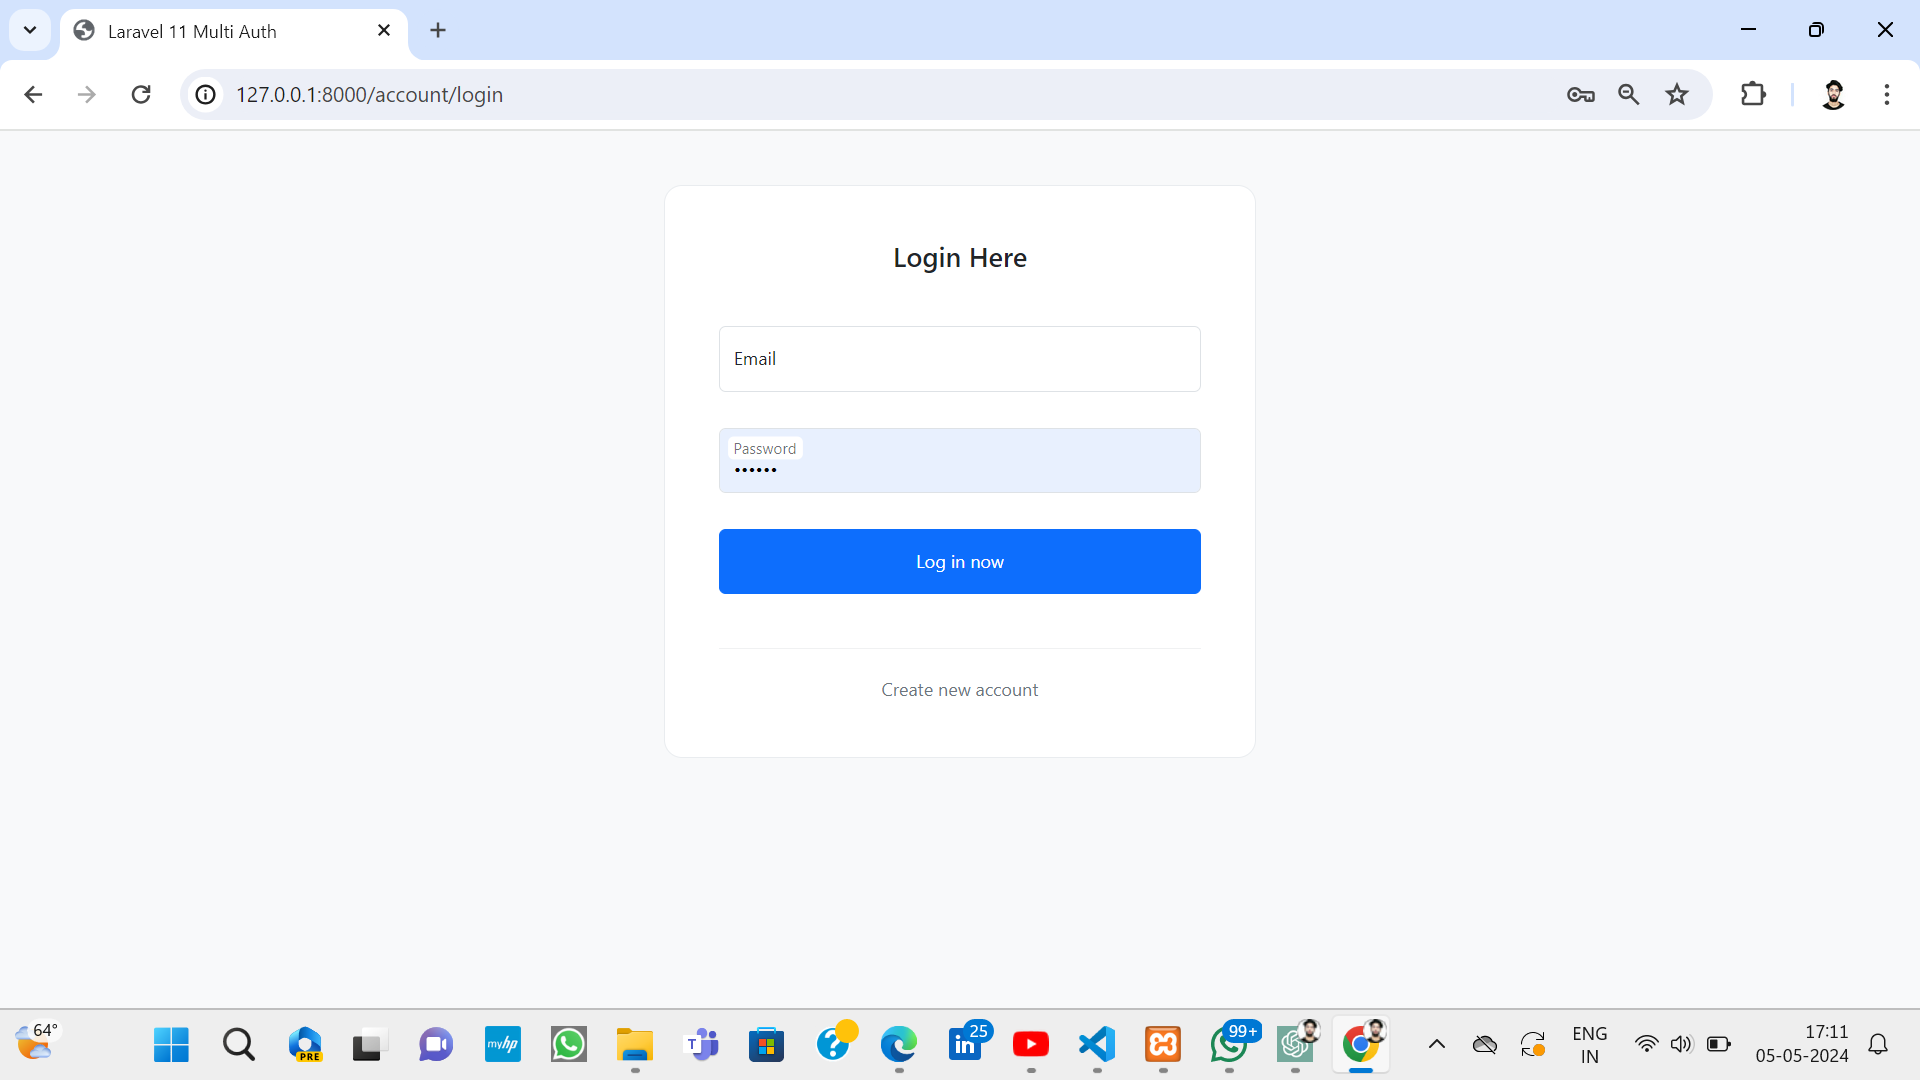 Laravel 11 Multi Auth
127.0.0.1:8000/account/login
Login Here
Email
Password
Log in now
Create new account
64°
PRE
myhp
T
?
in
25
99+
ENG
IN
17:11
05-05-2024